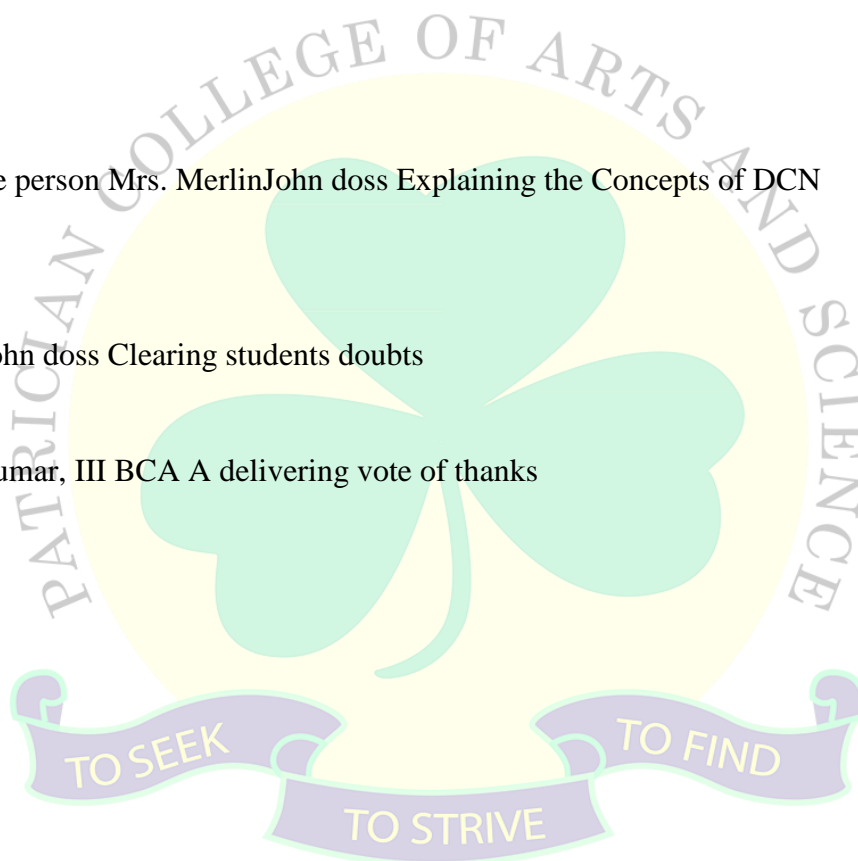 PATRICIAN COLLEGE OF ARTS AND SCIENCE
e person Mrs. MerlinJohn doss Explaining the Concepts of DCN
ohn doss Clearing students doubts
umar, III BCA A delivering vote of thanks
TO SEEK
TO STRIVE
TO FIND